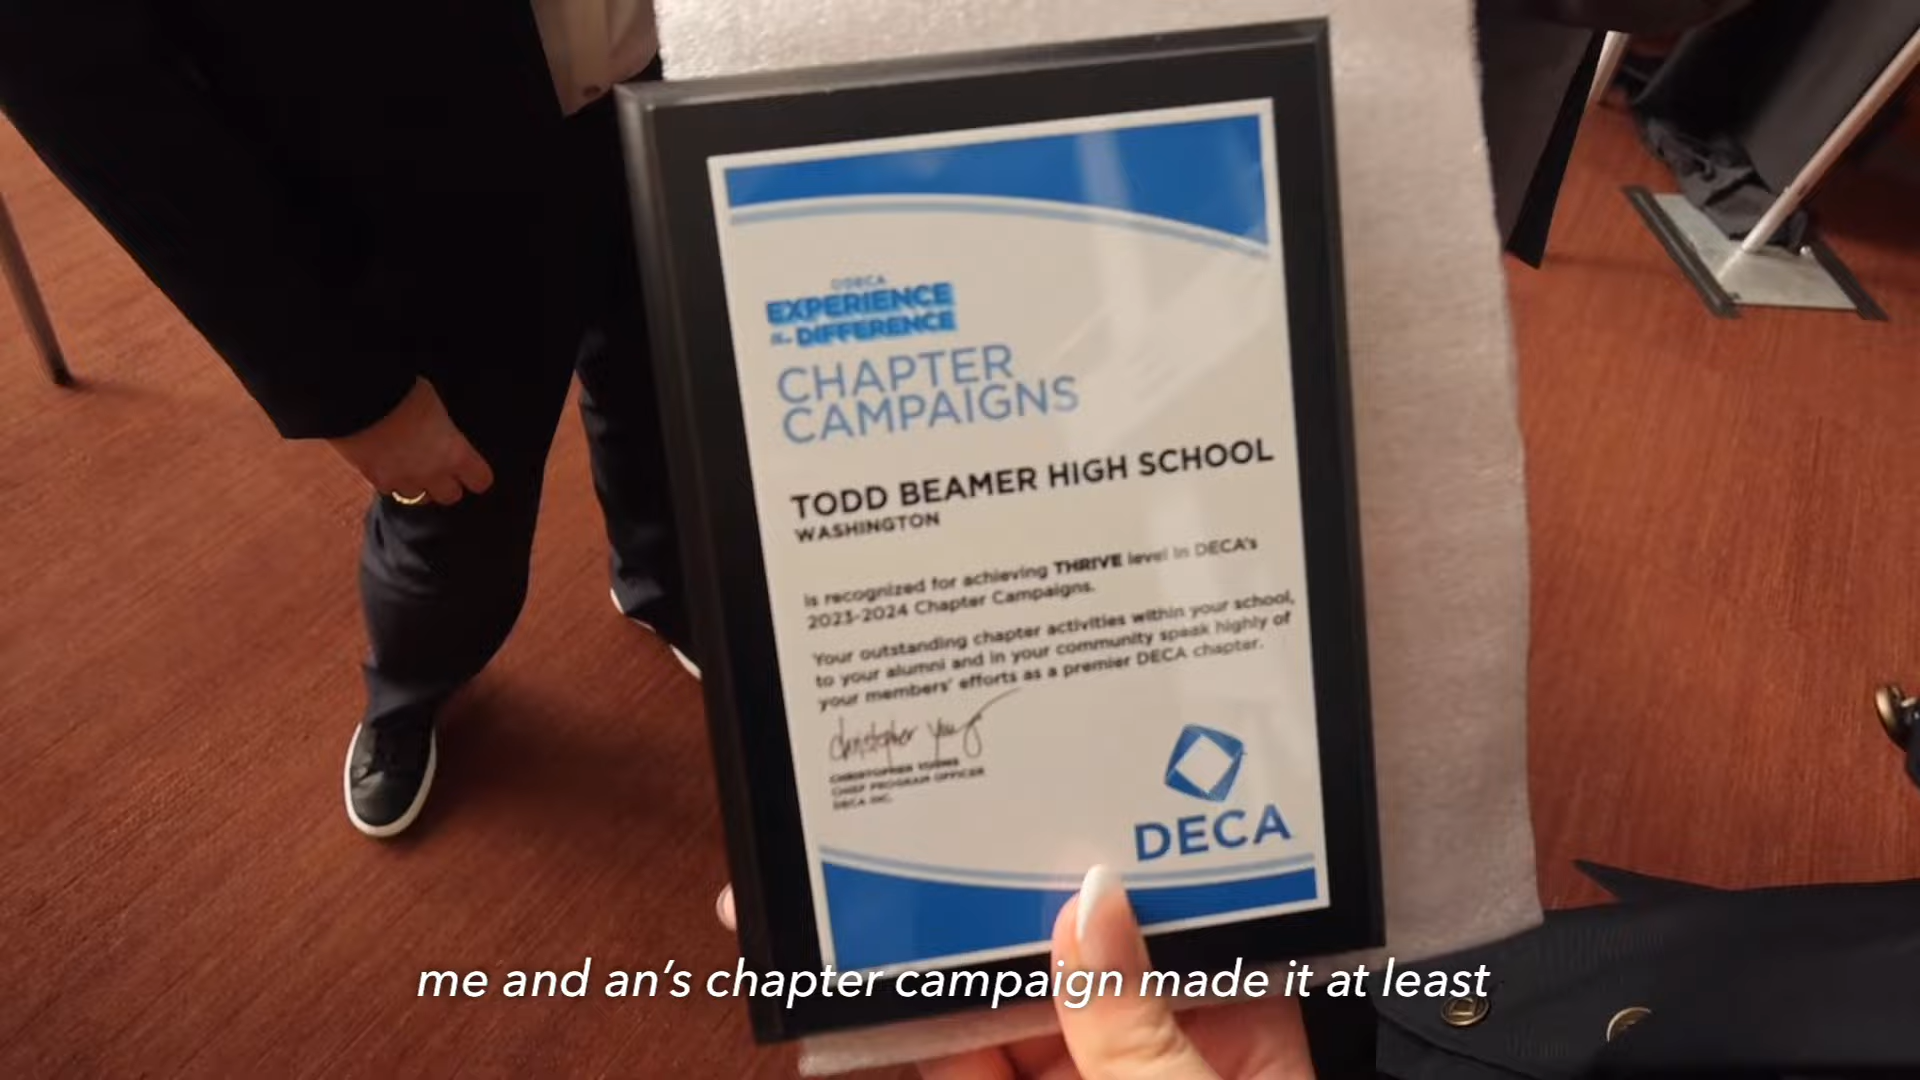 DECA
EXPERIENCE
the DIFFERENCE
CHAPTER
CAMPAIGNS
TODD BEAMER HIGH SCHOOL
WASHINGTON
is recognized for achieving THRIVE level in DECA's
2023-2024 Chapter Campaigns.
Your outstanding chapter activities within your school,
to your alumni and in your community speak highly of
your members' efforts as a premier DECA chapter.
Christopher Young
CHRISTOPHER YOUNG
CHIEF PROGRAM OFFICER
DECA INC.
DECA
me and an's chapter campaign made it at least